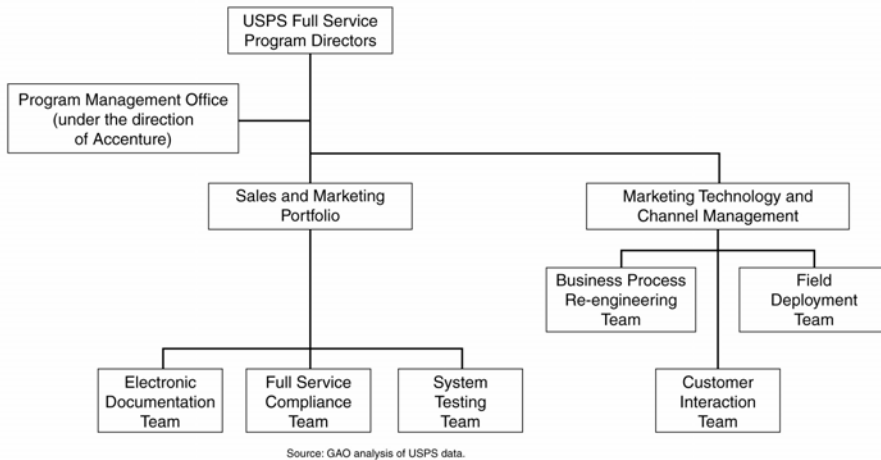 USPS Full Service
Program Directors
Program Management Office
(under the direction
of Accenture)
Sales and Marketing
Portfolio
Marketing Technology and
Channel Management
Business Process
Re-engineering
Team
Field
Deployment
Team
Electronic
Documentation
Team
Full Service
Compliance
Team
System
Testing
Team
Customer
Interaction
Team
Source: GAO analysis of USPS data.